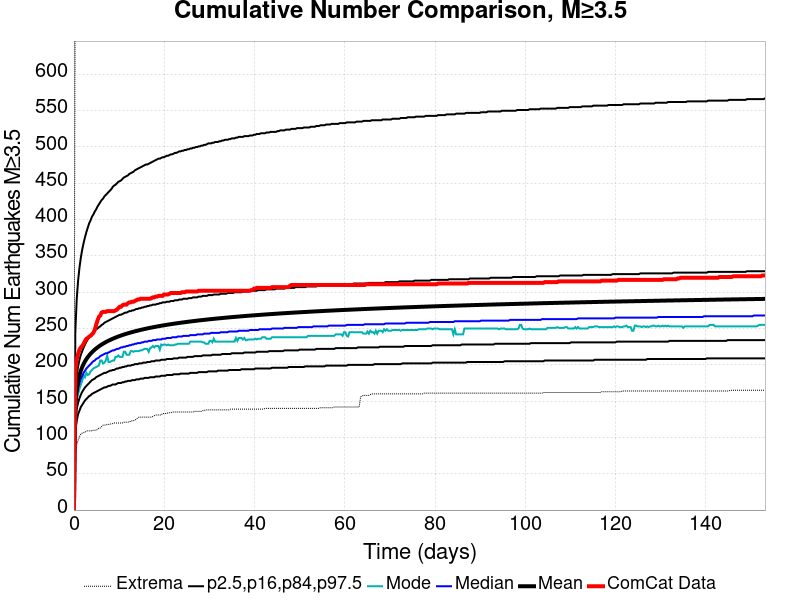 Cumulative Number Comparison, M≥3.5
Cumulative Num Earthquakes M≥3.5
600
550
500
450
400
350
300
250
200
150
100
50
0
0 20 40 60 80 100 120 140
Time (days)
Extrema p2.5,p16,p84,p97.5 Mode Median Mean ComCat Data